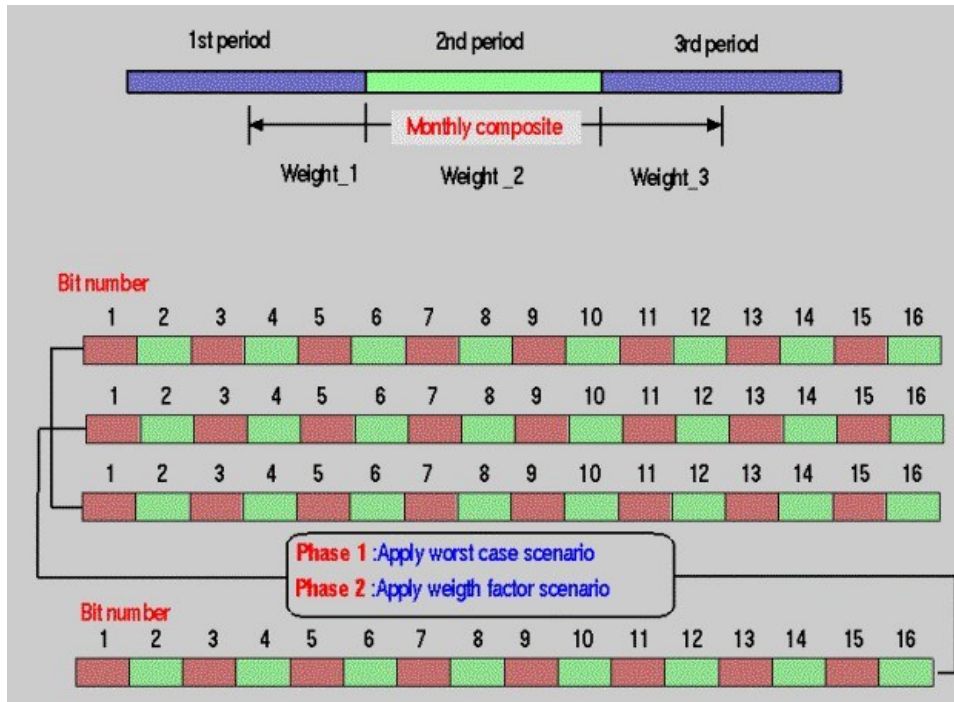 1st period 2nd period 3rd period
Monthly composite
Weight_1 Weight _2 Weight_3
Bit number
1 2 3 4 5 6 7 8 9 10 11 12 13 14 15 16
1 2 3 4 5 6 7 8 9 10 11 12 13 14 15 16
1 2 3 4 5 6 7 8 9 10 11 12 13 14 15 16
Phase 1 :Apply worst case scenario
Phase 2 :Apply weigth factor scenario
Bit number
1 2 3 4 5 6 7 8 9 10 11 12 13 14 15 16